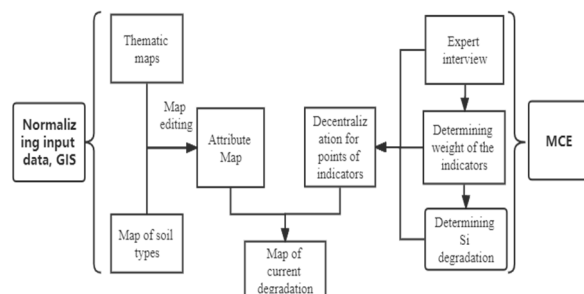 Normaliz
ing input
data, GIS
Thematic
maps
Map of soil
types
Map
editing
Attribute
Map
Decentraliz
ation for
points of
indicators
Map of
current
degradation
Expert
interview
Determining
weight of the
indicators
Determining
Si
degradation
MCE